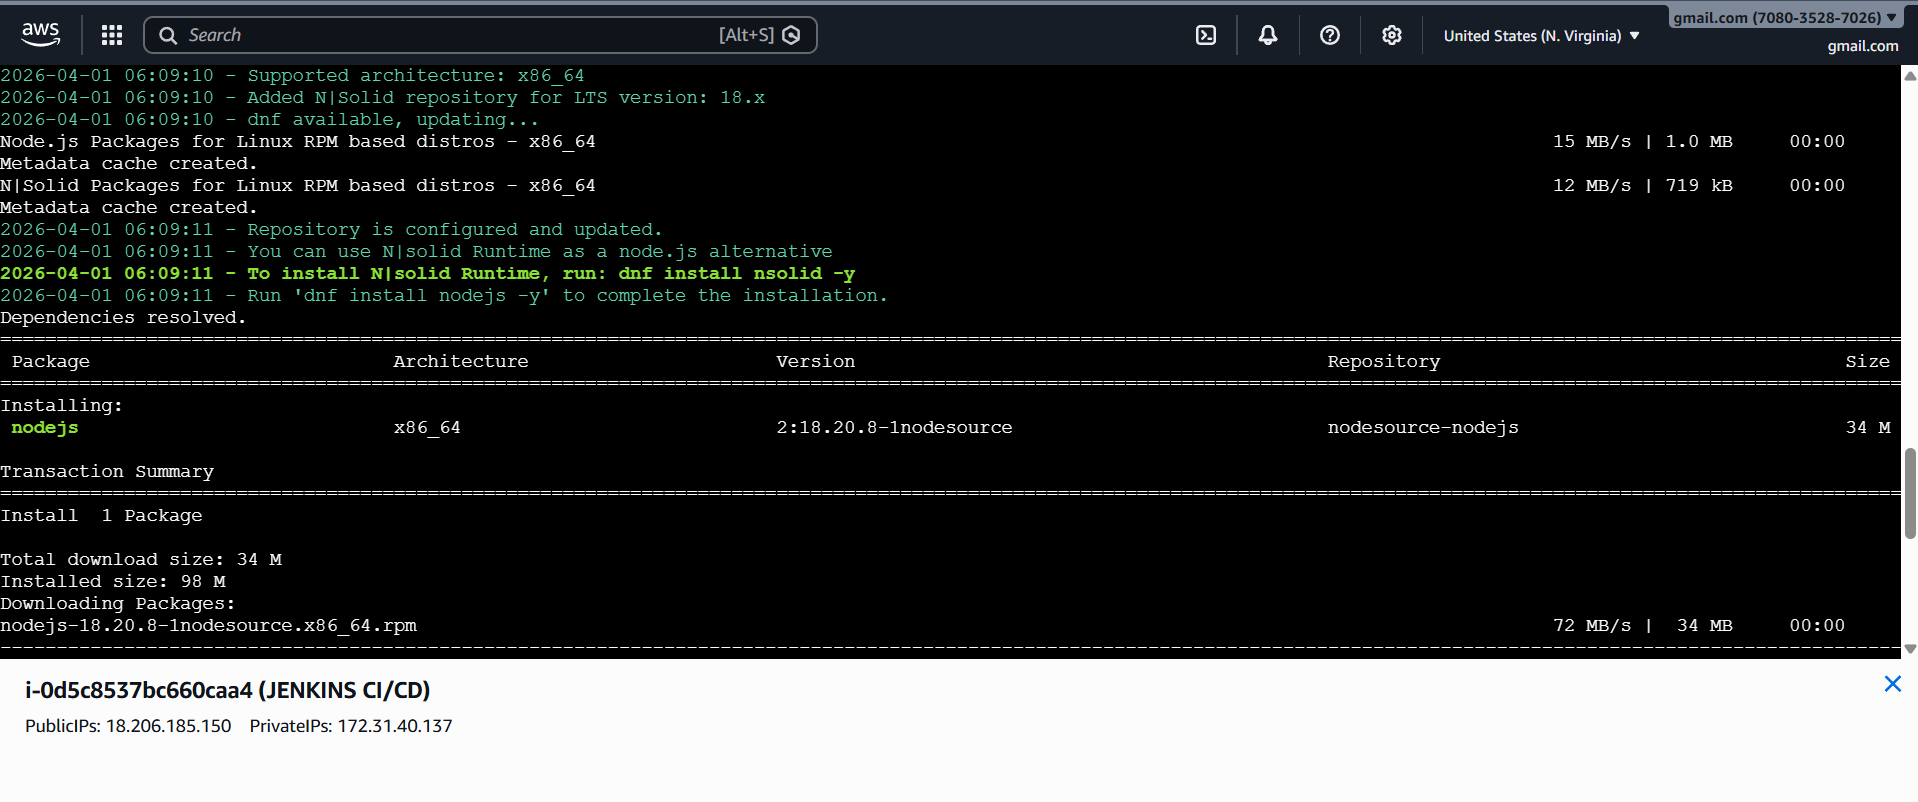 aws
Search [Alt+S]
United States (N. Virginia) ▼
gmail.com (7080-3528-7026) ▼
gmail.com
2026-04-01 06:09:10 - Supported architecture: x86_64
2026-04-01 06:09:10 - Added N|Solid repository for LTS version: 18.x
2026-04-01 06:09:10 - dnf available, updating...
Node.js Packages for Linux RPM based distros - x86_64 15 MB/s | 1.0 MB 00:00
Metadata cache created.
N|Solid Packages for Linux RPM based distros - x86_64 12 MB/s | 719 kB 00:00
Metadata cache created.
2026-04-01 06:09:11 - Repository is configured and updated.
2026-04-01 06:09:11 - You can use N|solid Runtime as a node.js alternative
2026-04-01 06:09:11 - To install N|solid Runtime, run: dnf install nsolid -y
2026-04-01 06:09:11 - Run 'dnf install nodejs -y' to complete the installation.
Dependencies resolved.
Package Architecture Version Repository Size
Installing:
nodejs x86_64 2:18.20.8-1nodesource nodesource-nodejs 34 M
Transaction Summary
Install 1 Package
Total download size: 34 M
Installed size: 98 M
Downloading Packages:
nodejs-18.20.8-1nodesource.x86_64.rpm 72 MB/s | 34 MB 00:00
i-0d5c8537bc660caa4 (JENKINS CI/CD)
PublicIPs: 18.206.185.150 PrivateIPs: 172.31.40.137